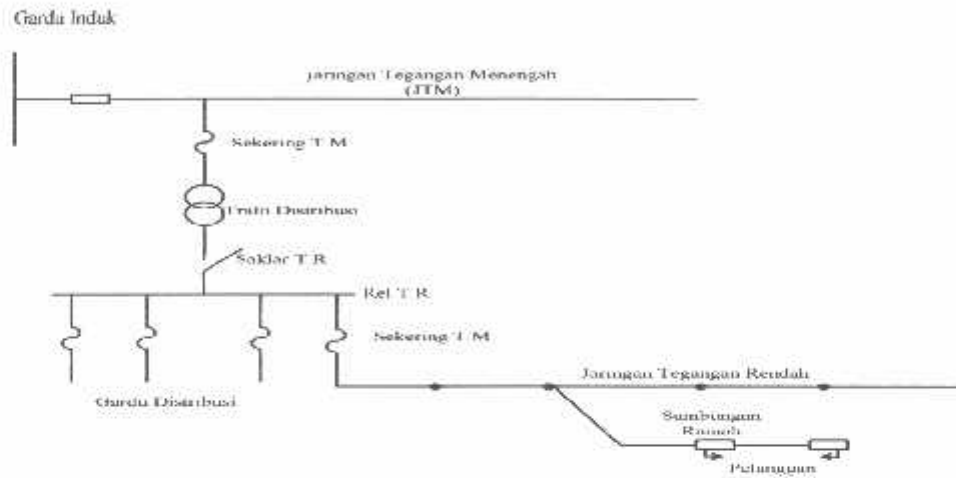 Gardu Induk
Jaringan Tegangan Menengah
(JTM)
Sekering T M
Trafo Distribusi
Saklar T R
Rel T R
Sekering T M
Jaringan Tegangan Rendah
Gardu Distribusi
Sambungan
Rumah
Pelanggan